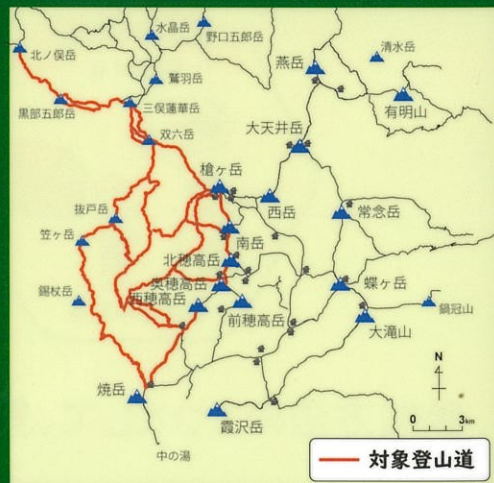 水晶岳
野口五郎岳
北ノ俣岳
燕岳
清水岳
鷲羽岳
黒部五郎岳
三俣蓮華岳
有明山
双六岳
大天井岳
槍ヶ岳
西岳
抜戸岳
常念岳
笠ヶ岳
南岳
北穂高岳
奥穂高岳
蝶ヶ岳
錫杖岳
西穂高岳
前穂高岳
鍋冠山
大滝山
焼岳
霞沢岳
中の湯
N
0 3km
対象登山道